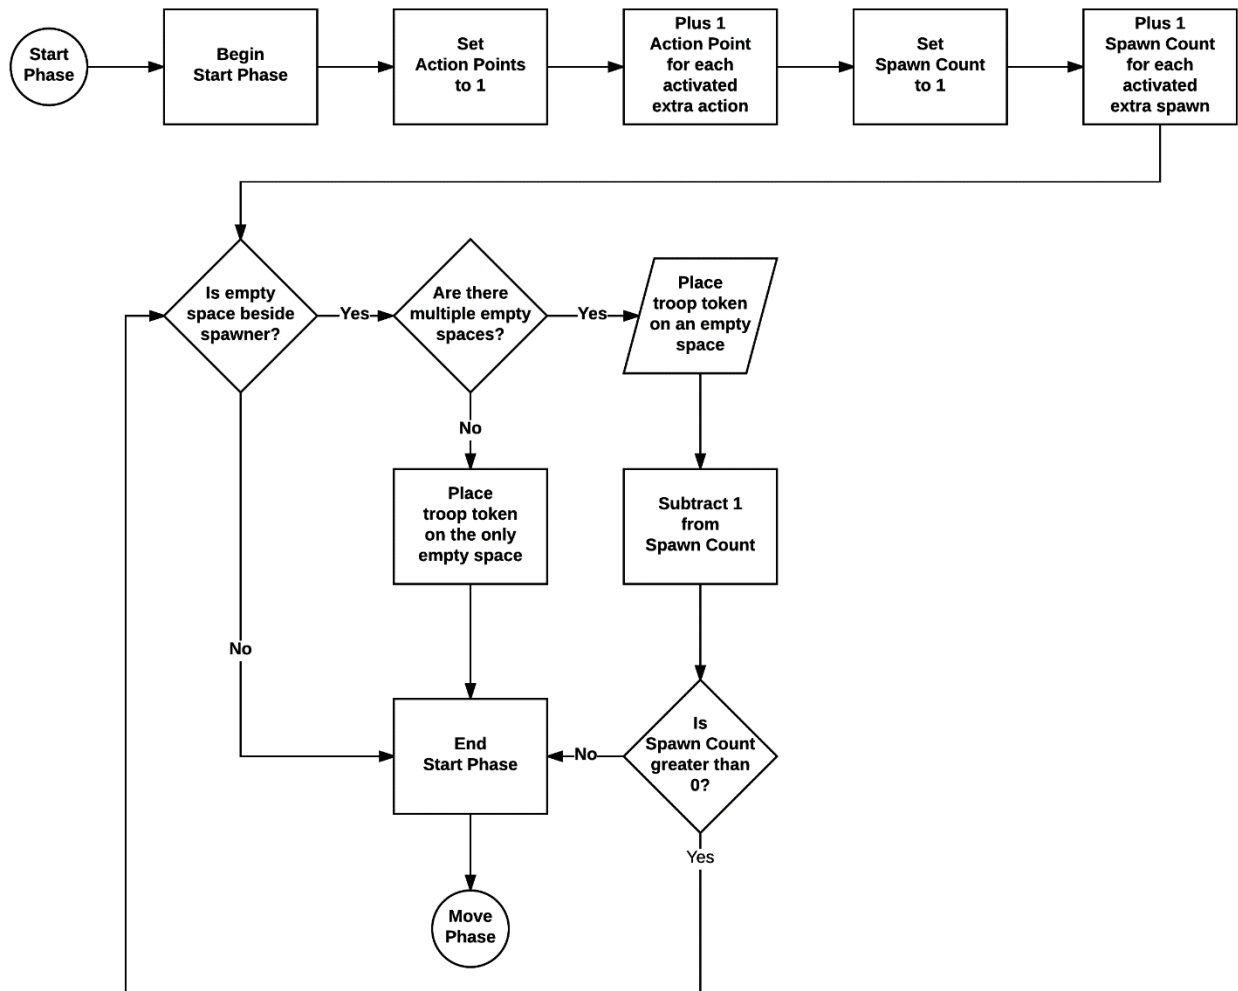 Start
Phase
Begin
Start Phase
Set
Action Points
to 1
Plus 1
Action Point
for each
activated
extra action
Set
Spawn Count
to 1
Plus 1
Spawn Count
for each
activated
extra spawn
Is empty
space beside
spawner?
Yes
Are there
multiple empty
spaces?
Yes
Place
troop token
on an empty
space
No
Place
troop token
on the only
empty space
Subtract 1
from
Spawn Count
No
End
Start Phase
No
Is
Spawn Count
greater than
0?
Yes
Move
Phase